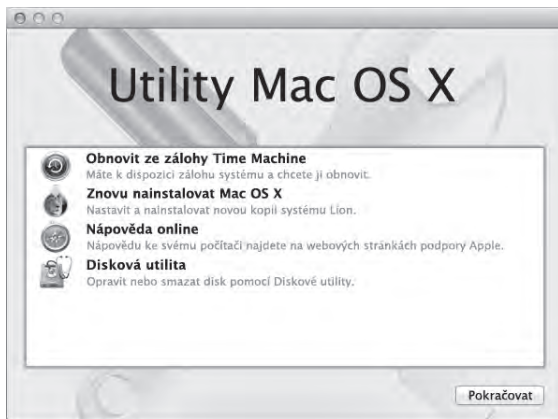 Utility Mac OS X
Obnovit ze zálohy Time Machine
Máte k dispozici zálohu systému a chcete ji obnovit.
Znovu nainstalovat Mac OS X
Nastavit a nainstalovat novou kopii systému Lion.
Nápověda online
Nápovědu ke svému počítači najdete na webových stránkách podpory Apple.
Disková utilita
Opravit nebo smazat disk pomocí Diskové utility.
Pokračovat